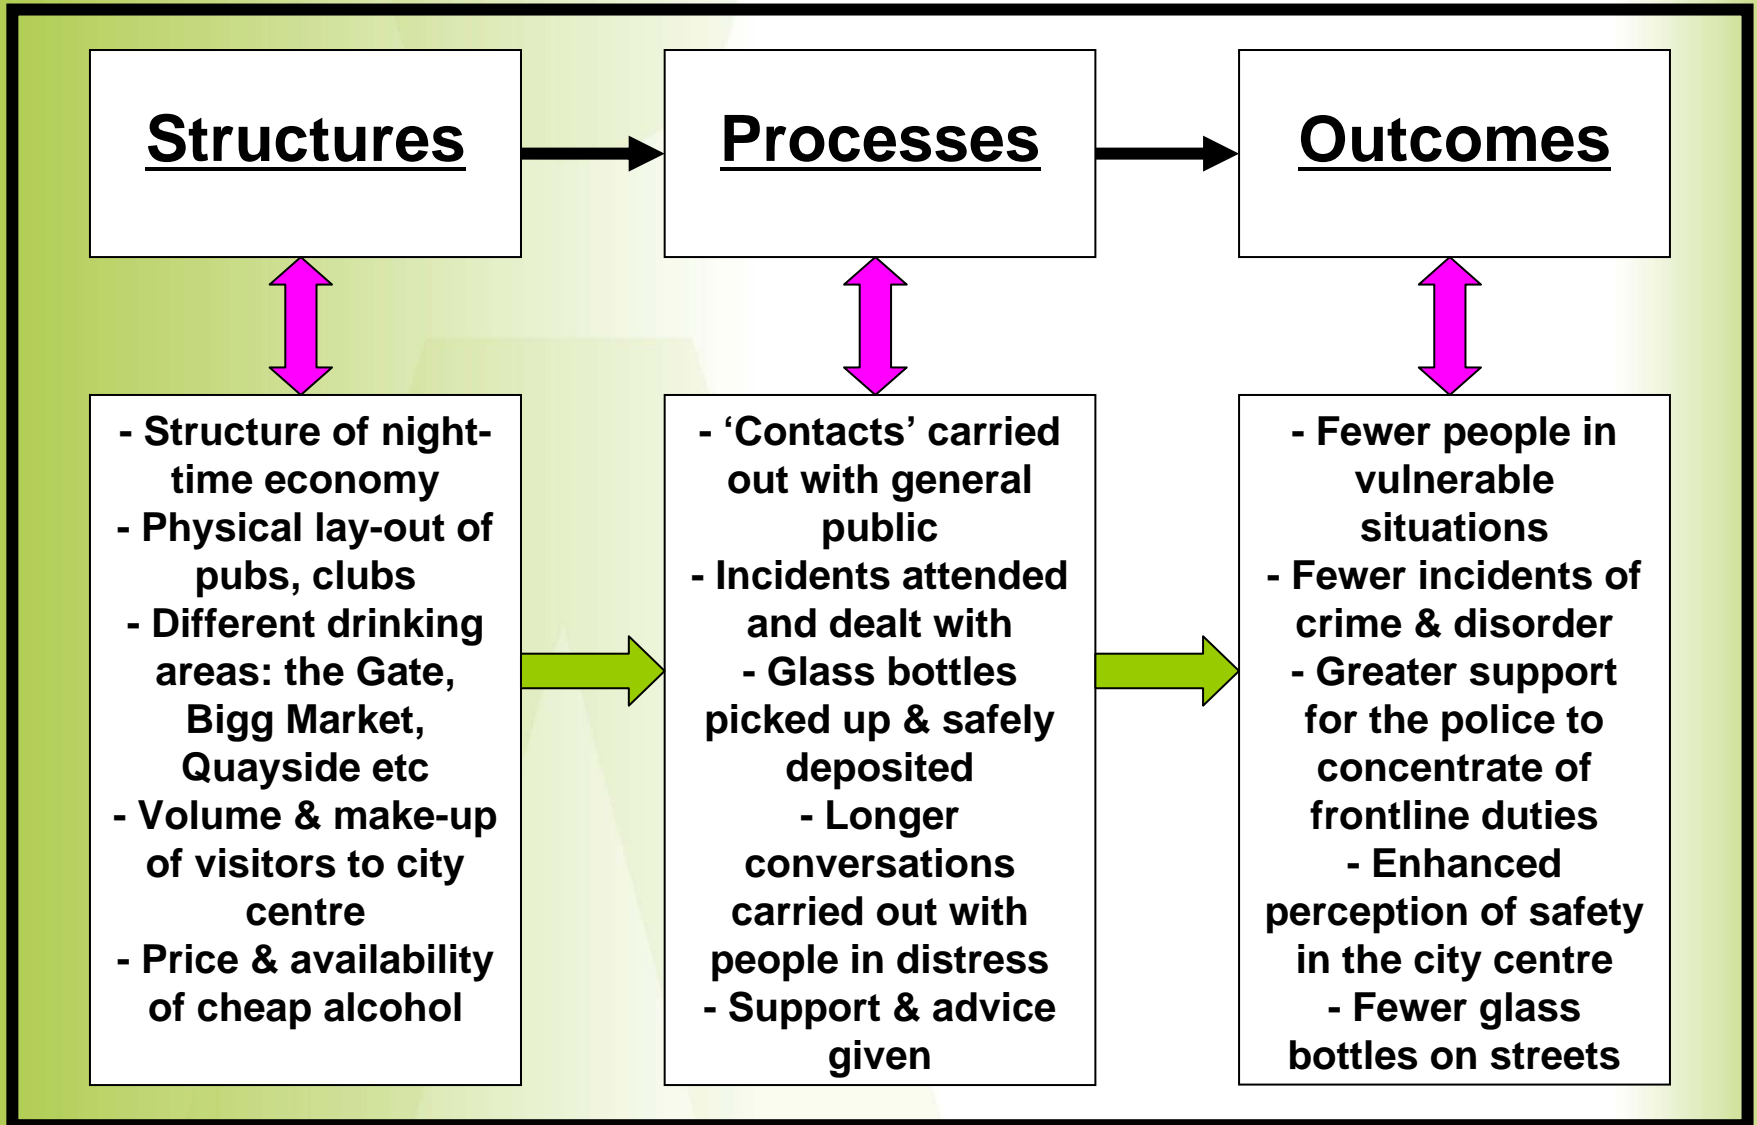 Structures
Processes
Outcomes
- Structure of night-
time economy
- Physical lay-out of
pubs, clubs
- Different drinking
areas: the Gate,
Bigg Market,
Quayside etc
- Volume & make-up
of visitors to city
centre
- Price & availability
of cheap alcohol
- ‘Contacts’ carried
out with general
public
- Incidents attended
and dealt with
- Glass bottles
picked up & safely
deposited
- Longer
conversations
carried out with
people in distress
- Support & advice
given
- Fewer people in
vulnerable
situations
- Fewer incidents of
crime & disorder
- Greater support
for the police to
concentrate of
frontline duties
- Enhanced
perception of safety
in the city centre
- Fewer glass
bottles on streets